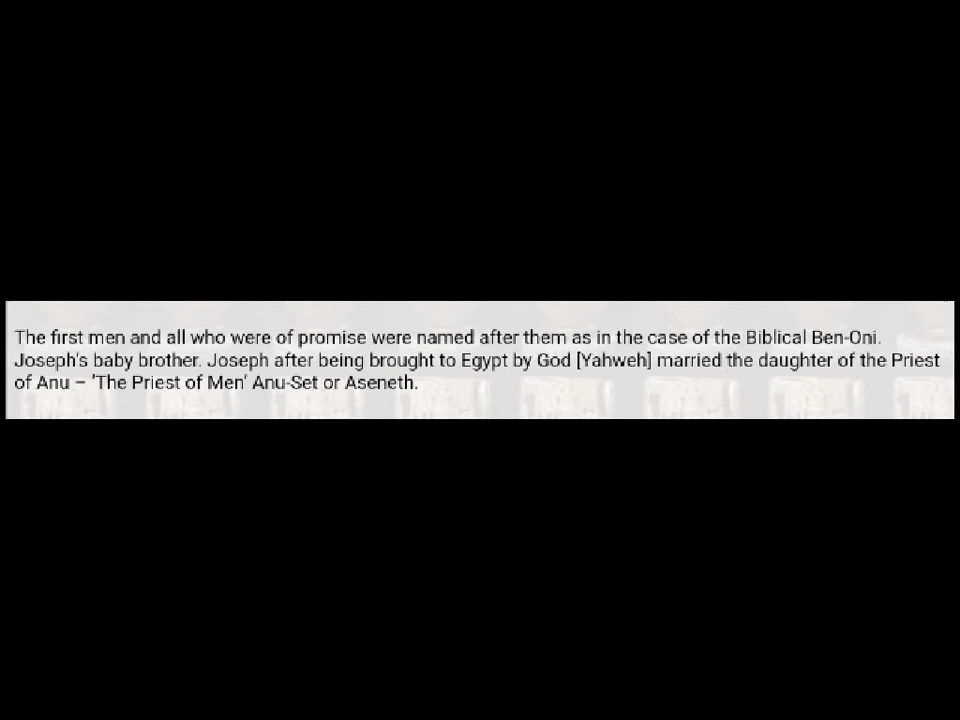 The first men and all who were of promise were named after them as in the case of the Biblical Ben-Oni.
Joseph's baby brother. Joseph after being brought to Egypt by God [Yahweh] married the daughter of the Priest
of Anu – 'The Priest of Men' Anu-Set or Aseneth.